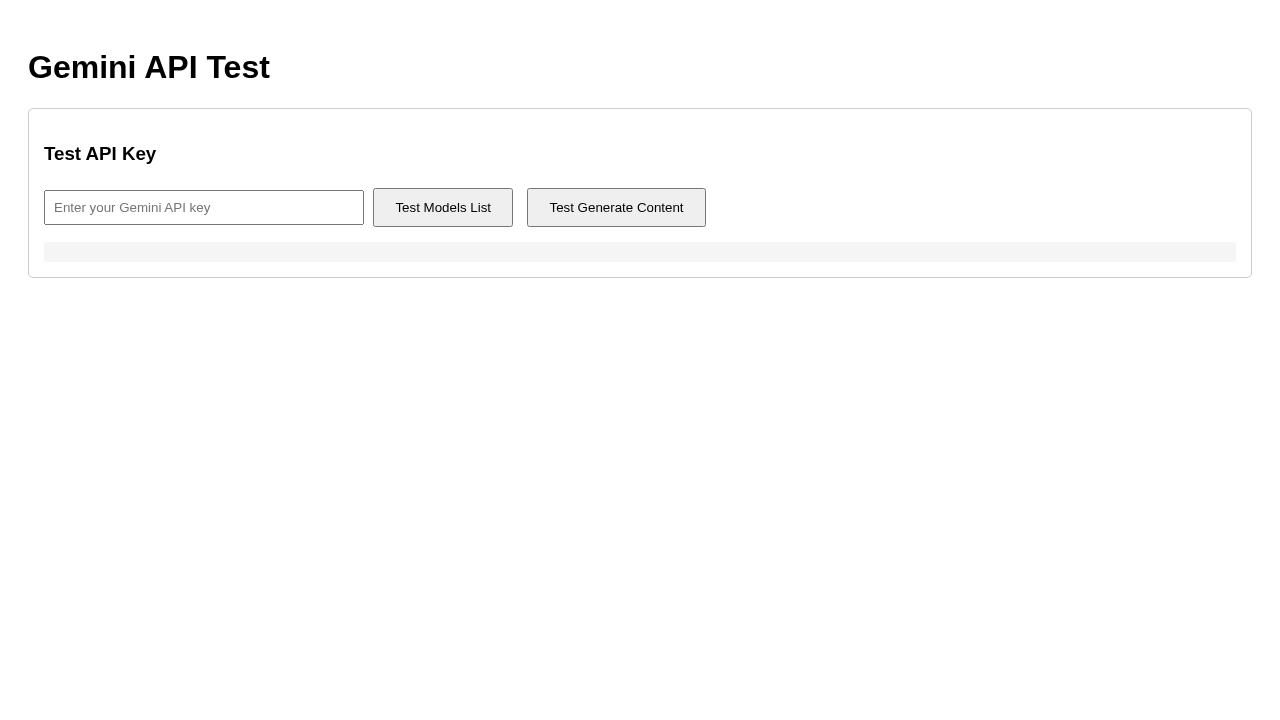 Gemini API Test
Test API Key
Enter your Gemini API key Test Models List Test Generate Content